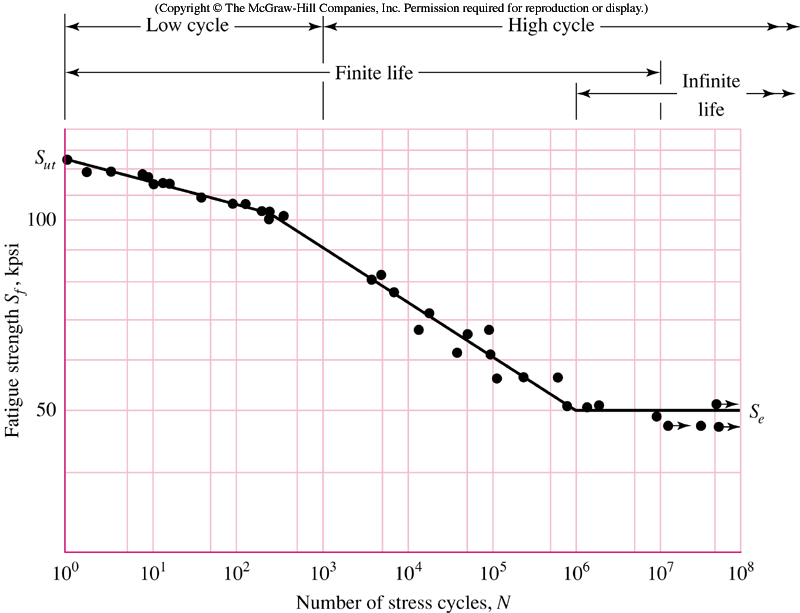 (Copyright © The McGraw-Hill Companies, Inc. Permission required for reproduction or display.)
Low cycle
High cycle
Finite life
Infinite
life
S_ut
100
50
S_e
Fatigue strength S_f, kpsi
10^0 10^1 10^2 10^3 10^4 10^5 10^6 10^7 10^8
Number of stress cycles, N